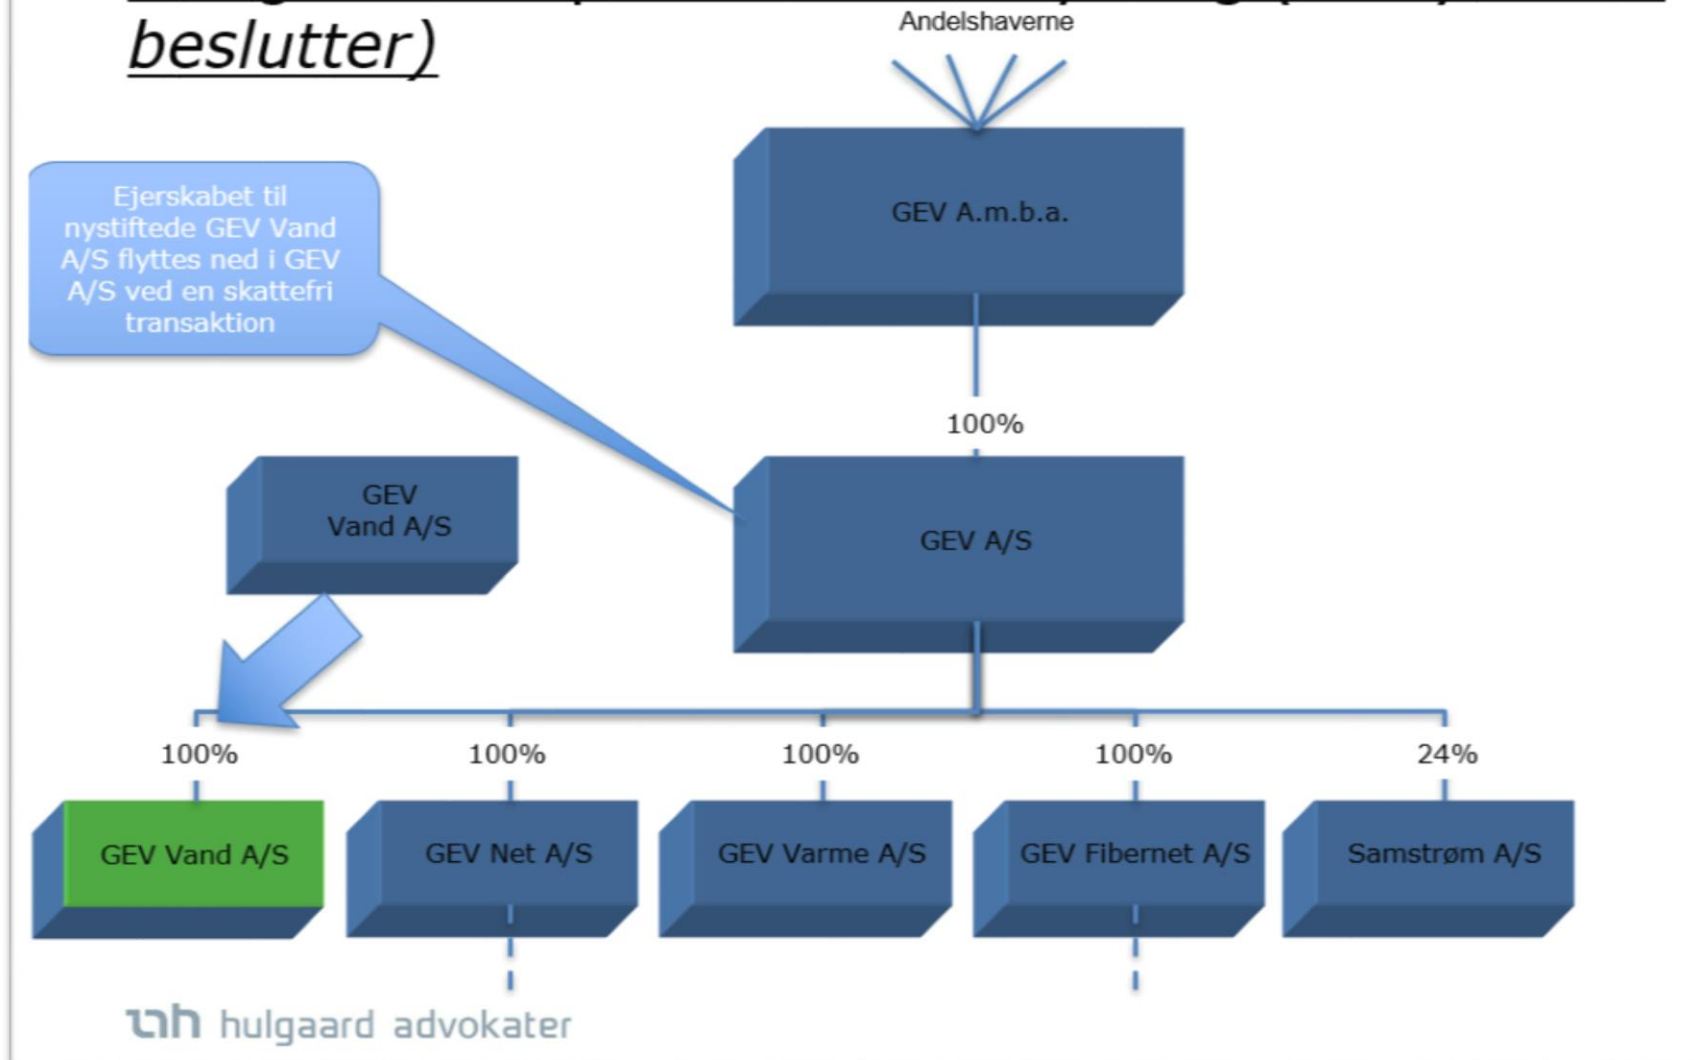 beslutter)
Andelshaverne
Ejerskabet til
nystiftede GEV Vand
A/S flyttes ned i GEV
A/S ved en skattefri
transaktion
GEV A.m.b.a.
100%
GEV
Vand A/S
GEV A/S
100%
100%
100%
100%
24%
GEV Vand A/S
GEV Net A/S
GEV Varme A/S
GEV Fibernet A/S
Samstrøm A/S
hulgaard advokater